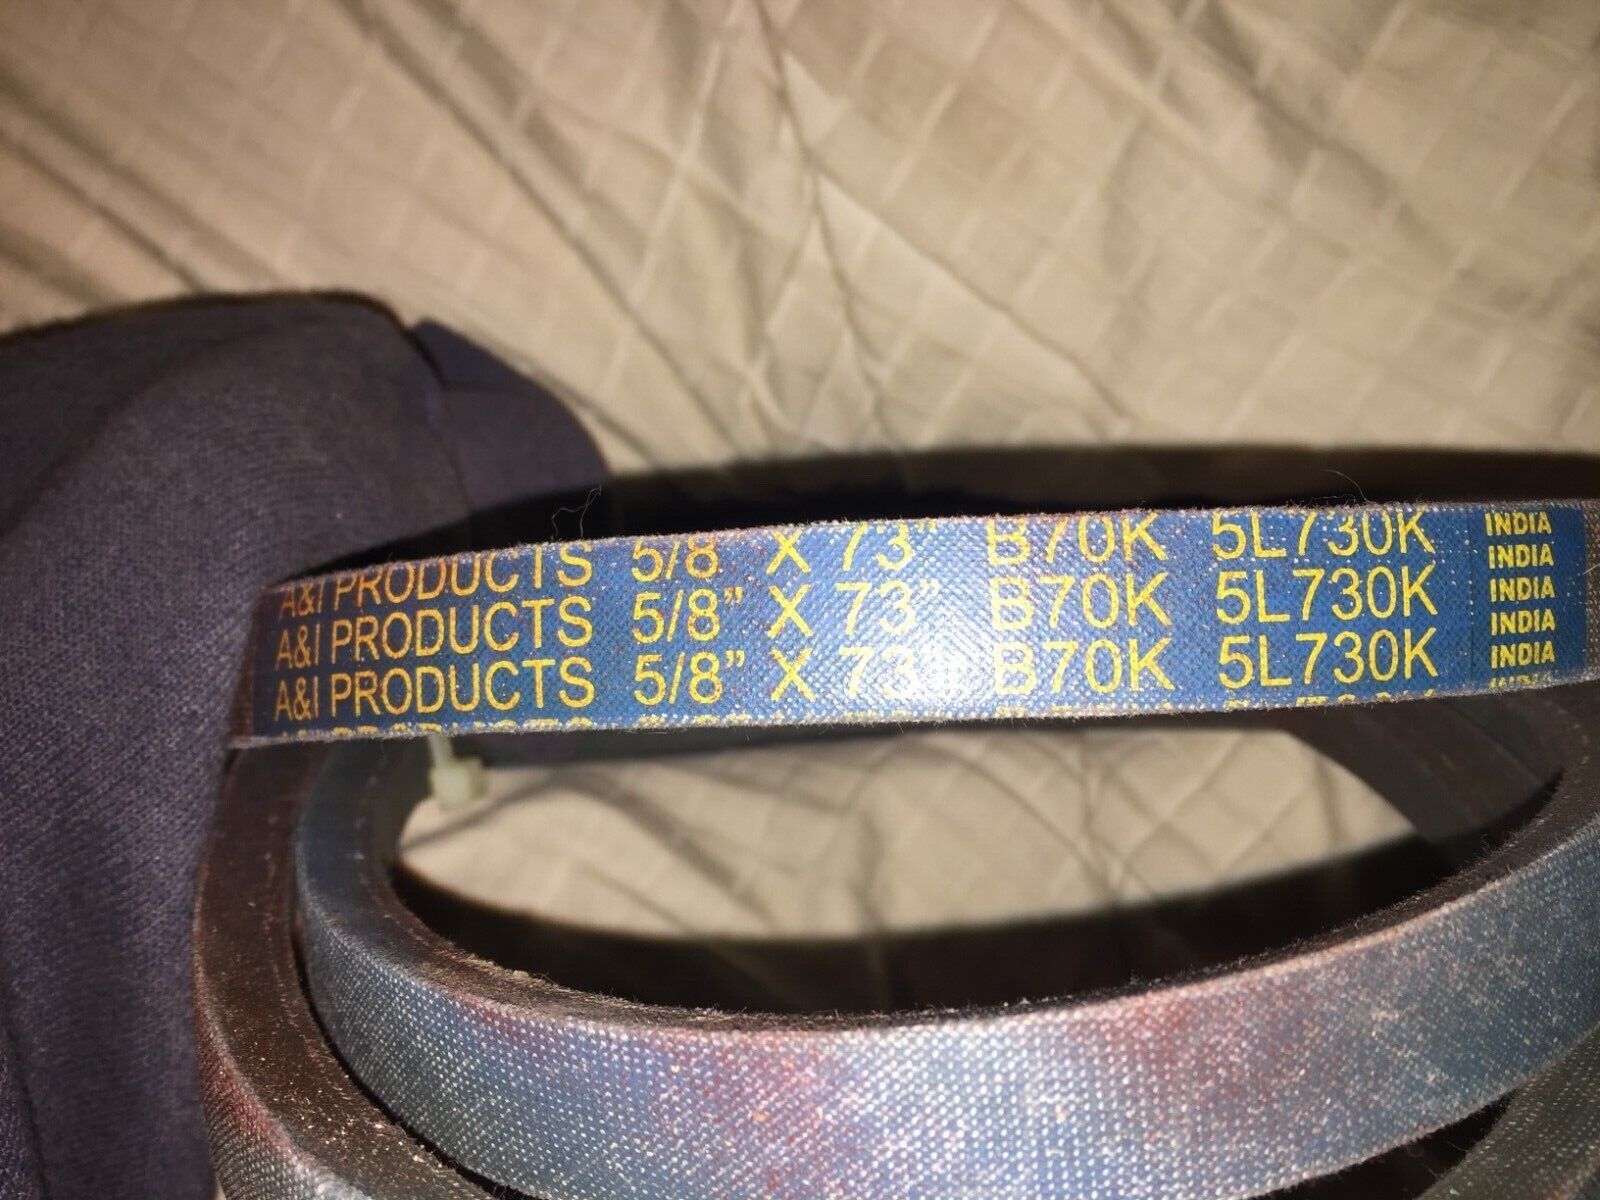 A&I PRODUCTS 5/8" X 73" B70K 5L730K INDIA
INDIA
A&I PRODUCTS 5/8" X 73" B70K 5L730K INDIA
INDIA
A&I PRODUCTS 5/8" X 73" B70K 5L730K INDIA